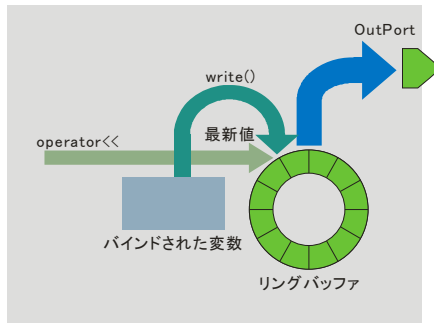 OutPort
write()
最新値
operator<<
バインドされた変数
リングバッファ